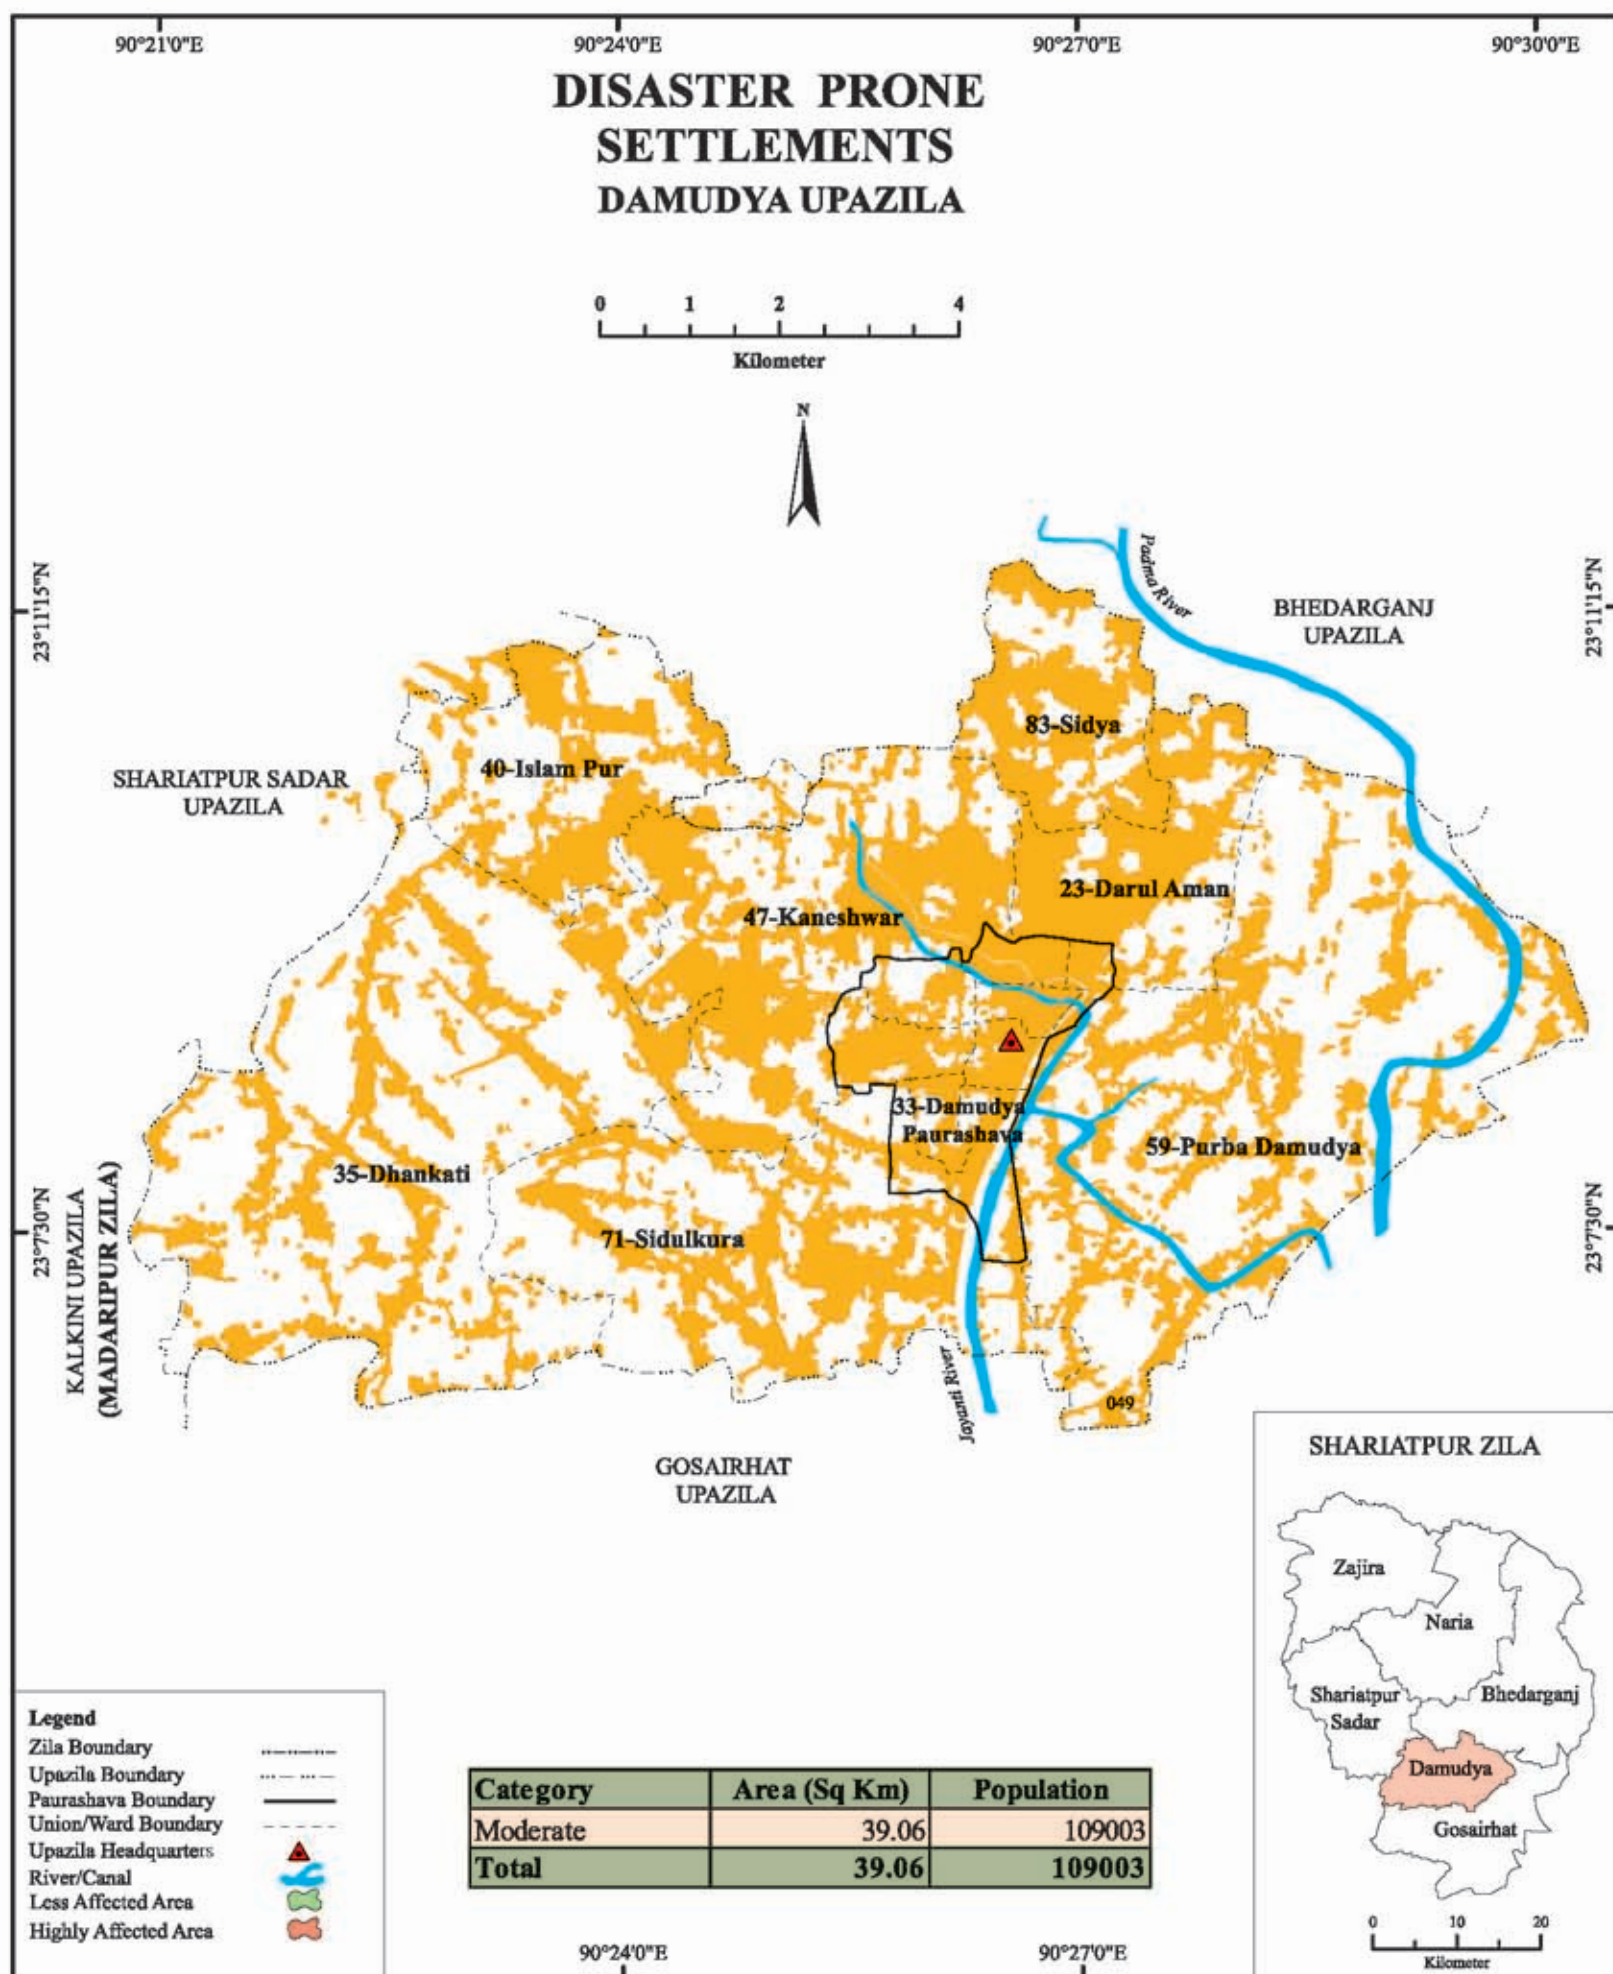 90°21'0"E
90°24'0"E
90°27'0"E
90°30'0"E
DISASTER PRONE
SETTLEMENTS
DAMUDYA UPAZILA
0 1 2 4
Kilometer
N
Padma River
23°11'15"N
BHEDARGANJ
UPAZILA
23°11'15"N
83-Sidya
40-Islam Pur
SHARIATPUR SADAR
UPAZILA
23-Darul Aman
47-Kaneshwar
33-Damudya
Paurashava
59-Purba Damudya
35-Dhankati
71-Sidulkura
23°7'30"N
KALKINI UPAZILA
(MADARIPUR ZILA)
23°7'30"N
Jayanti River
049
GOSAIRHAT
UPAZILA
SHARIATPUR ZILA
Zajira
Naria
Shariatpur
Sadar
Bhedarganj
Damudya
Gosairhat
0 10 20
Kilometer
Legend
Zila Boundary
Upazila Boundary
Paurashava Boundary
Union/Ward Boundary
Upazila Headquarters
River/Canal
Less Affected Area
Highly Affected Area
Category Area (Sq Km) Population
Moderate 39.06 109003
Total 39.06 109003
90°24'0"E
90°27'0"E